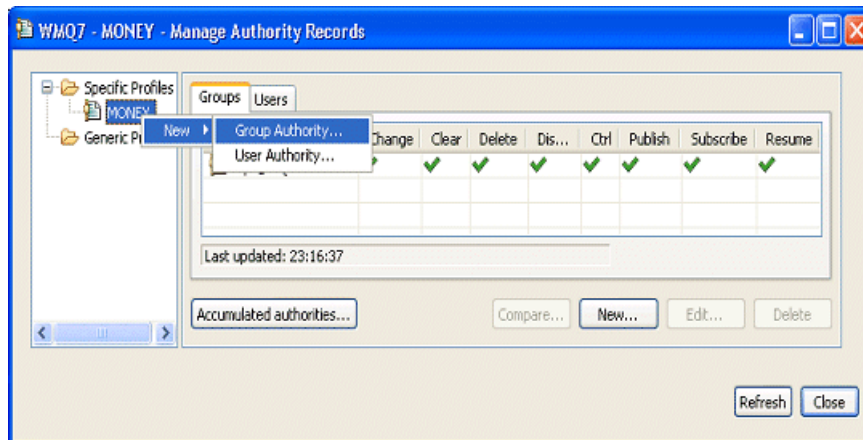 WMQ7 - MONEY - Manage Authority Records
Specific Profiles
MONEY
Generic
Groups Users
New Group Authority...
User Authority...
Change Clear Delete Dis... Ctrl Publish Subscribe Resume
Last updated: 23:16:37
Accumulated authorities... Compare... New... Edit... Delete
Refresh Close